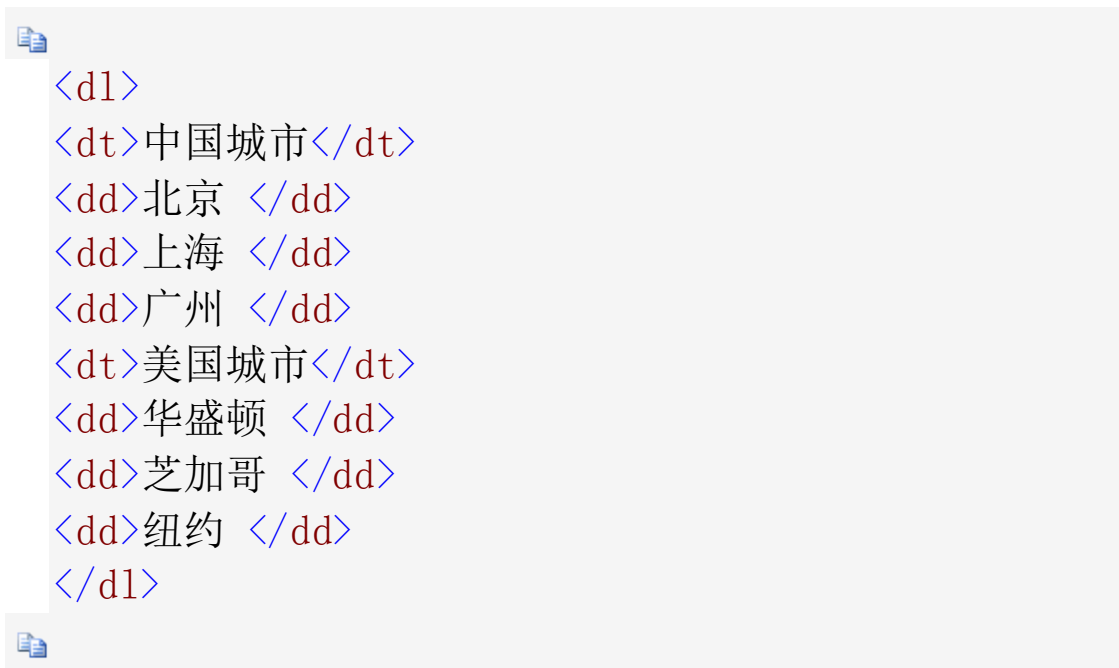 <dl>
<dt>中国城市</dt>
<dd>北京 </dd>
<dd>上海 </dd>
<dd>广州 </dd>
<dt>美国城市</dt>
<dd>华盛顿 </dd>
<dd>芝加哥 </dd>
<dd>纽约 </dd>
</dl>